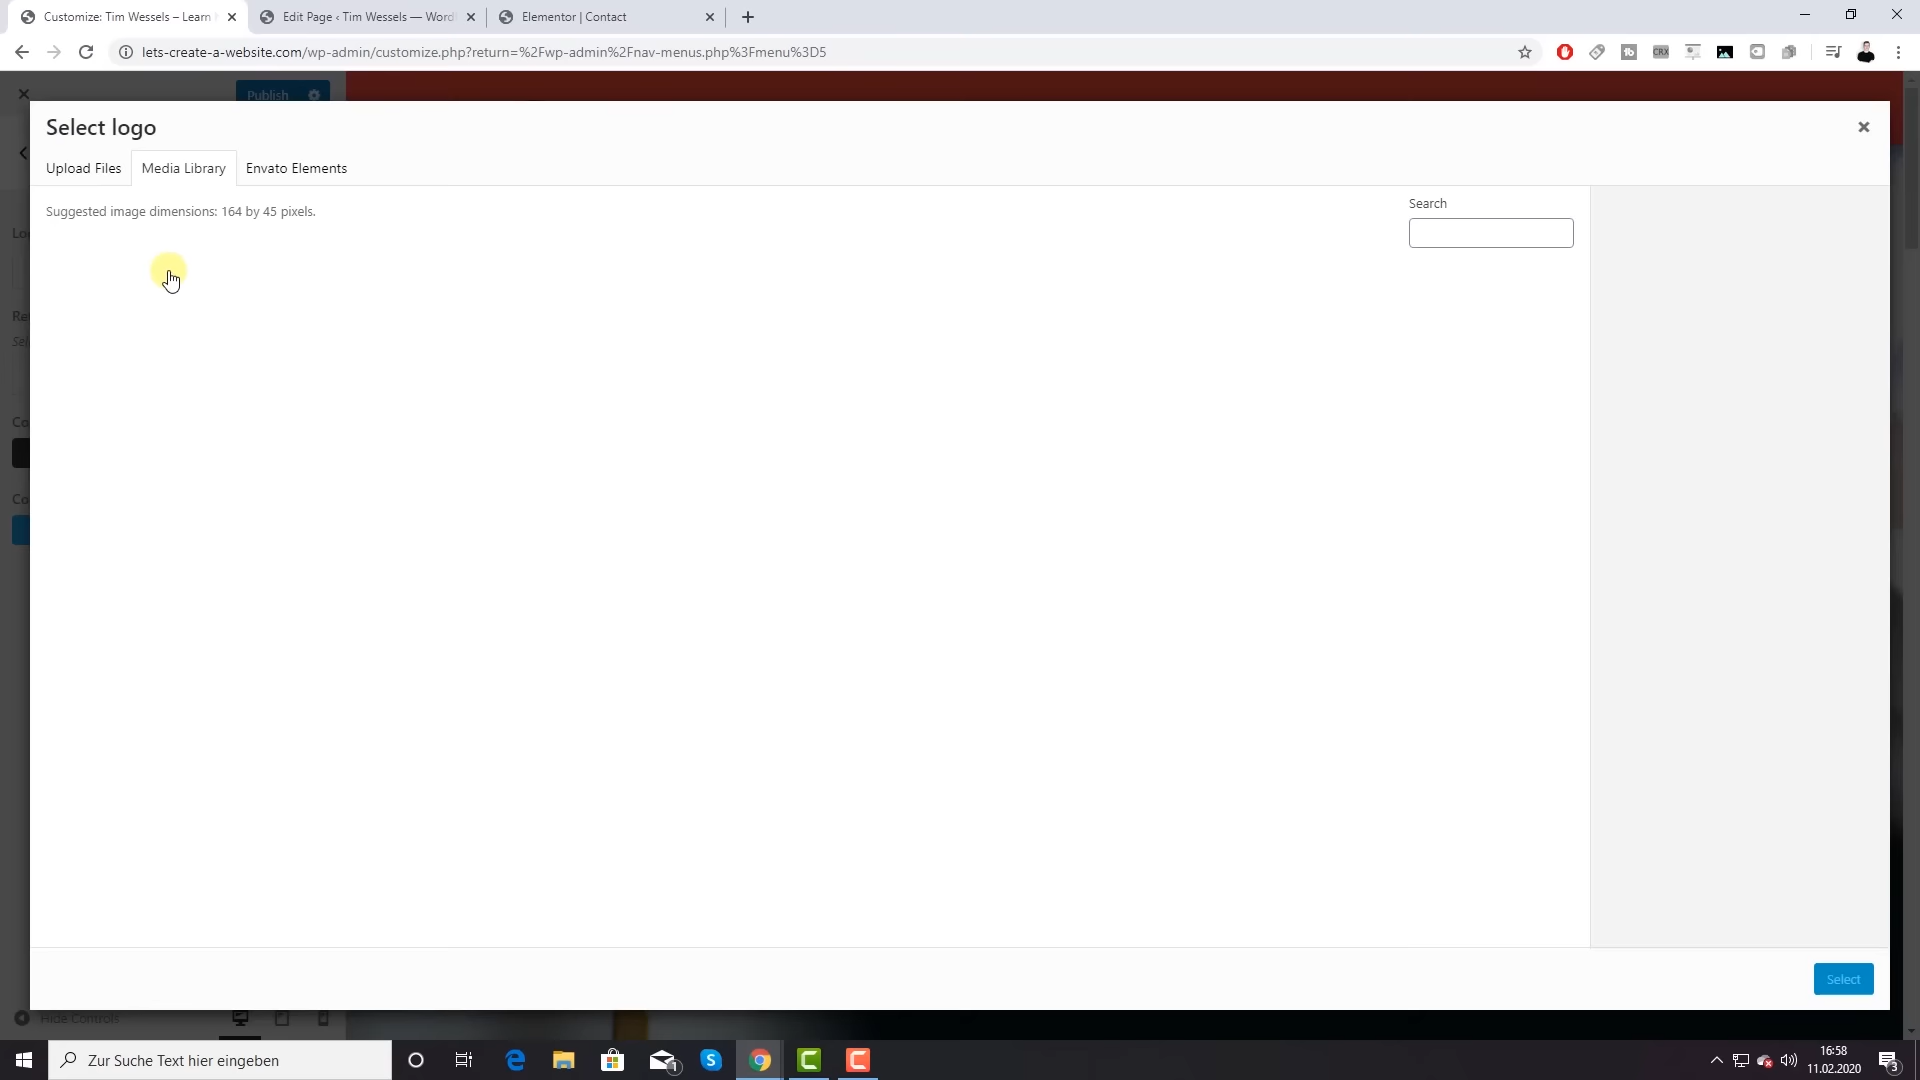 Customize: Tim Wessels – Learn
Edit Page ‹ Tim Wessels — Word
Elementor | Contact
lets-create-a-website.com/wp-admin/customize.php?return=%2Fwp-admin%2Fnav-menus.php%3Fmenu%3D5
Publish
Select logo
Upload Files
Media Library
Envato Elements
Suggested image dimensions: 164 by 45 pixels.
Search
Select
Hide Controls
Zur Suche Text hier eingeben
16:58
11.02.2020
3